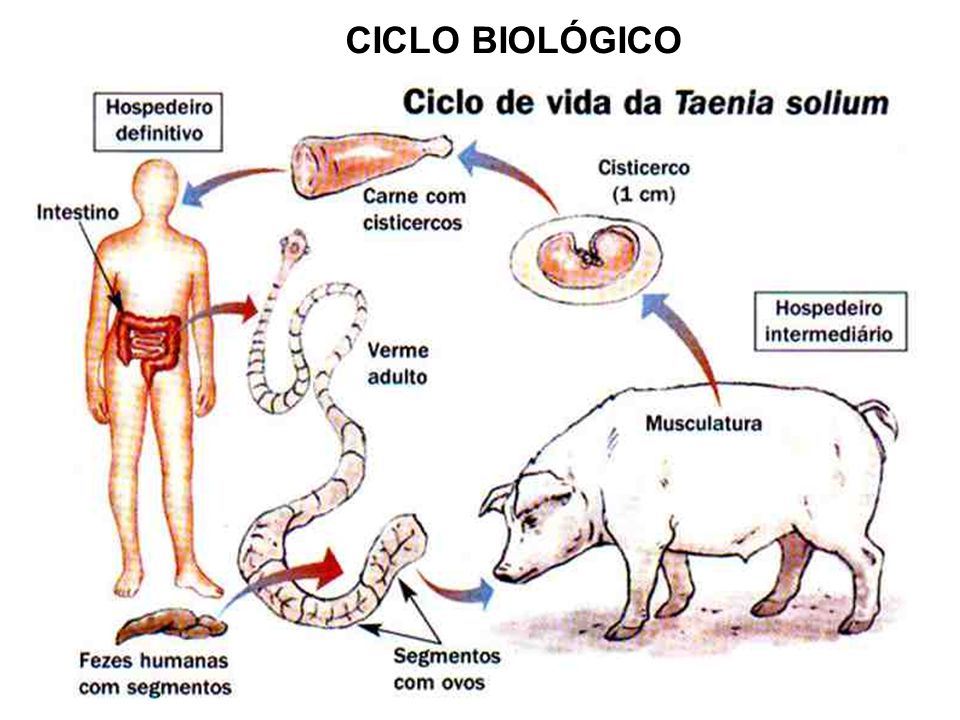 CICLO BIOLÓGICO
Ciclo de vida da Taenia solium
Hospedeiro
definitivo
Intestino
Carne com
cisticercos
Cisticerco
(1 cm)
Hospedeiro
intermediário
Verme
adulto
Musculatura
Fezes humanas
com segmentos
Segmentos
com ovos